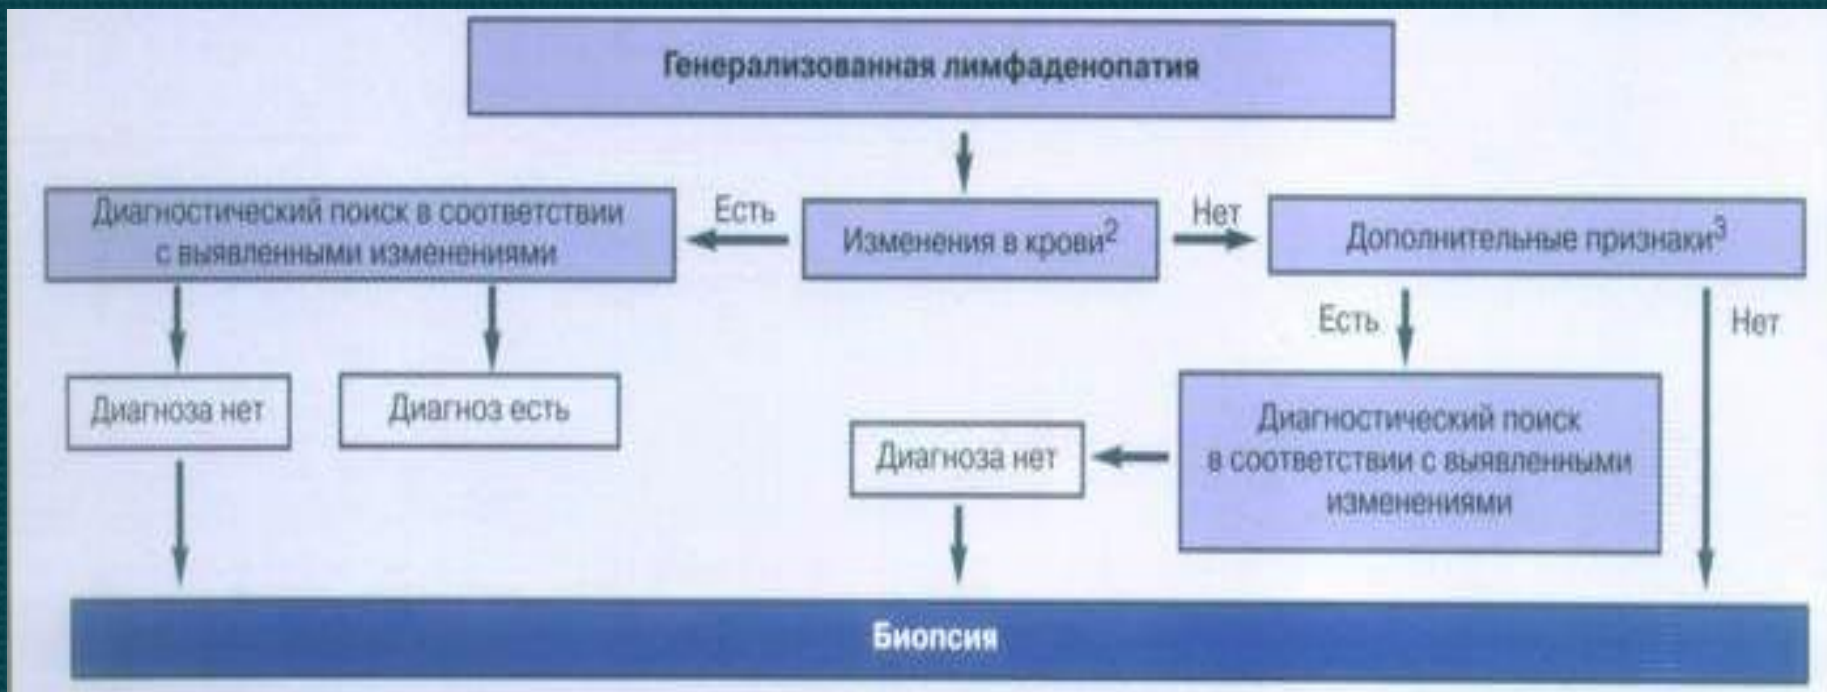 Генерализованная лимфаденопатия
Диагностический поиск в соответствии
с выявленными изменениями
Есть
Изменения в крови²
Нет
Дополнительные признаки³
Есть
Нет
Диагноза нет
Диагноз есть
Диагноза нет
Диагностический поиск
в соответствии с выявленными
изменениями
Биопсия